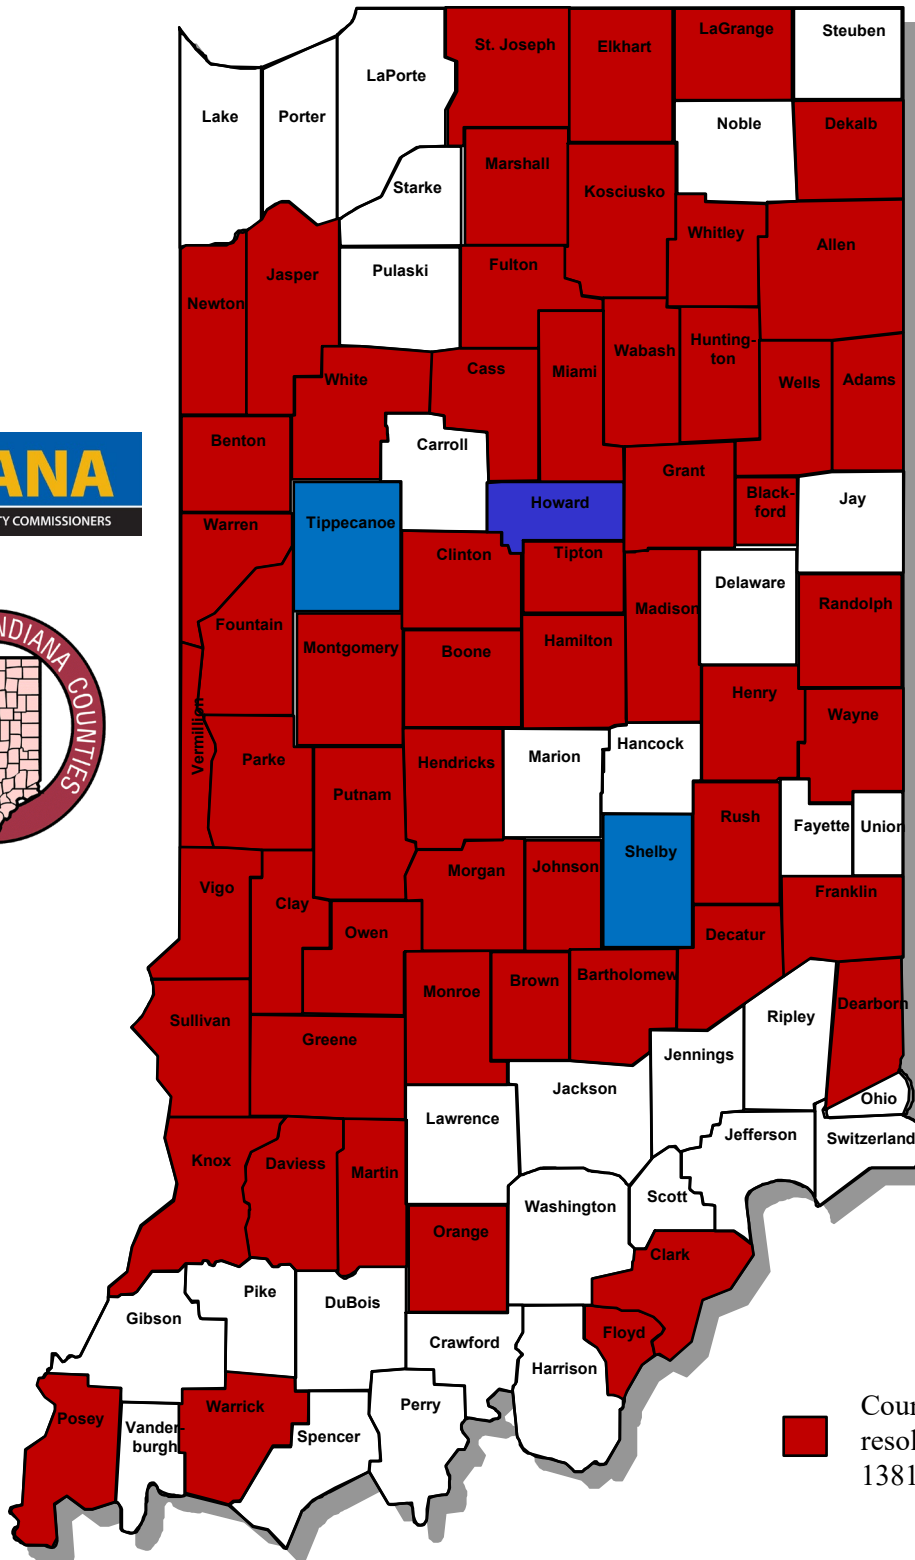 St. Joseph
Elkhart
LaGrange
Steuben
LaPorte
Lake
Porter
Noble
Dekalb
Marshall
Starke
Kosciusko
Whitley
Allen
Pulaski
Fulton
Jasper
Newton
Hunting-
ton
Wabash
Cass
Miami
White
Wells
Adams
ANA
TY COMMISSIONERS
Benton
Carroll
Grant
Black-
ford
Jay
Howard
Warren
Tippecanoe
Clinton
Tipton
Delaware
Randolph
Madison
Fountain
Montgomery
Boone
Hamilton
NDIANA COUNTIES
Henry
Wayne
Vermillion
Parke
Hendricks
Marion
Hancock
Putnam
Rush
Fayette
Union
Shelby
Morgan
Johnson
Vigo
Clay
Franklin
Owen
Decatur
Monroe
Brown
Bartholomew
Dearborn
Sullivan
Greene
Ripley
Jennings
Jackson
Ohio
Lawrence
Jefferson
Switzerland
Knox
Daviess
Martin
Scott
Washington
Orange
Clark
Pike
DuBois
Gibson
Floyd
Crawford
Harrison
Posey
Warrick
Perry
Vander-
burgh
Spencer
Coun
resol
1381